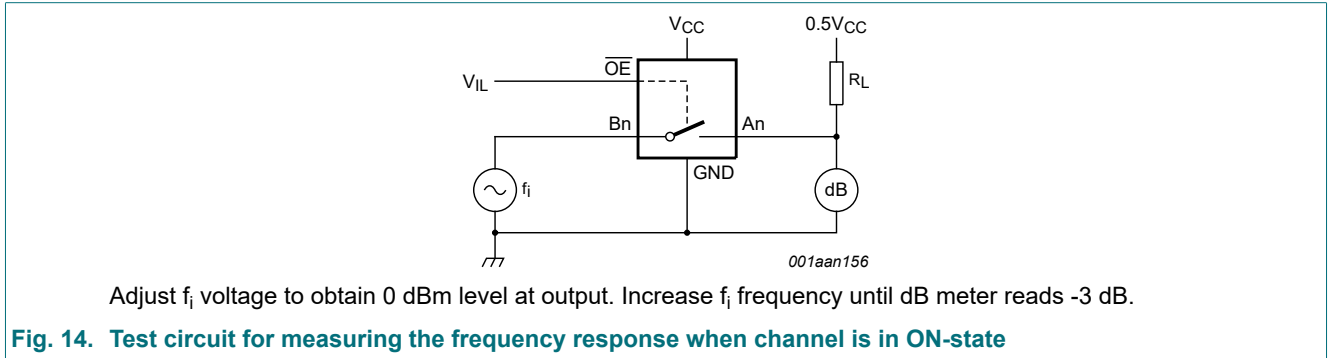 VCC 0.5VCC
OE
VIL
RL
Bn An
GND
fi dB
001aan156
Adjust fi voltage to obtain 0 dBm level at output. Increase fi frequency until dB meter reads -3 dB.
Fig. 14. Test circuit for measuring the frequency response when channel is in ON-state